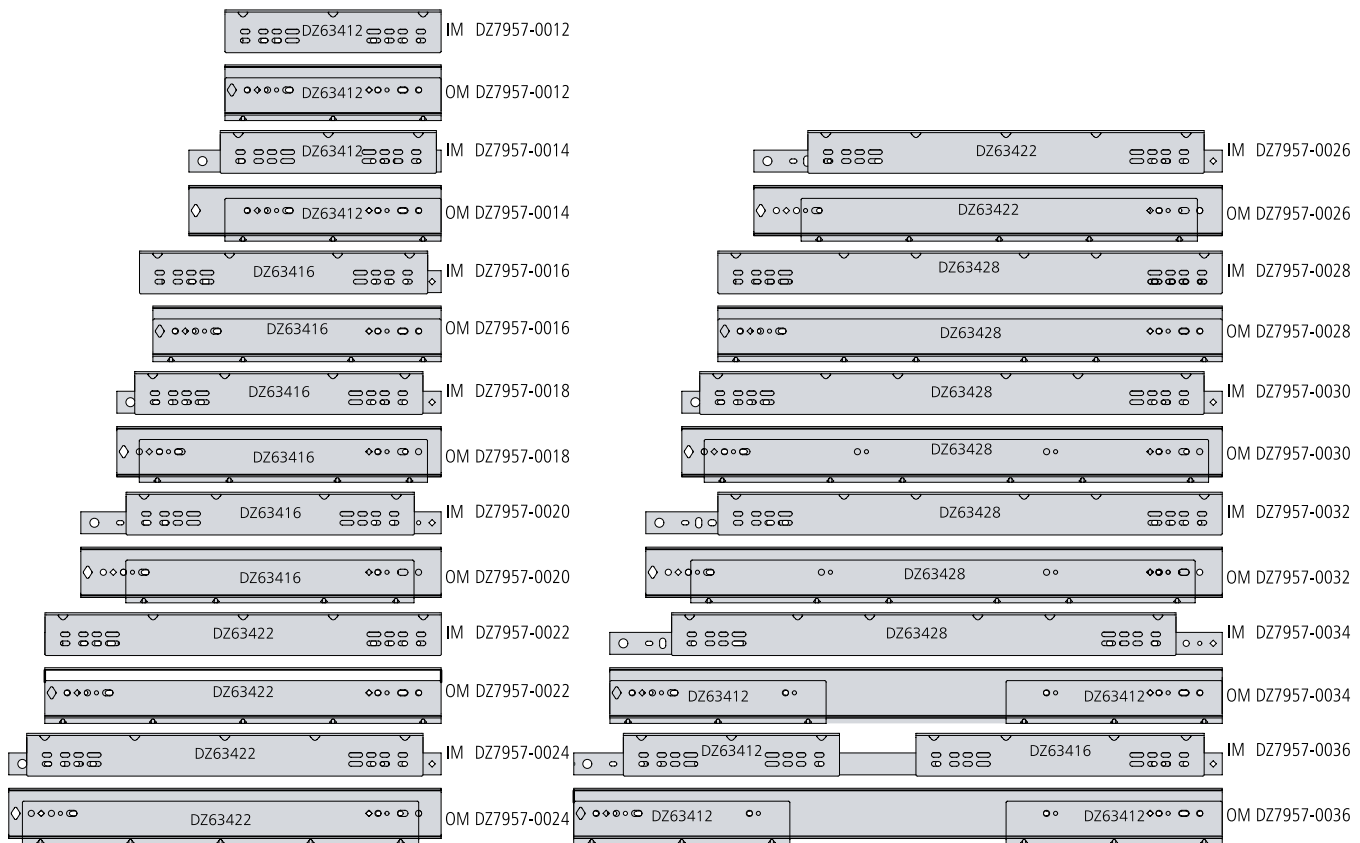 DZ63412 IM DZ7957-0012
DZ63412 OM DZ7957-0012
DZ63412 IM DZ7957-0014
DZ63412 OM DZ7957-0014
DZ63416 IM DZ7957-0016
DZ63416 OM DZ7957-0016
DZ63416 IM DZ7957-0018
DZ63416 OM DZ7957-0018
DZ63416 IM DZ7957-0020
DZ63416 OM DZ7957-0020
DZ63422 IM DZ7957-0022
DZ63422 OM DZ7957-0022
DZ63422 IM DZ7957-0024
DZ63422 OM DZ7957-0024
DZ63422 IM DZ7957-0026
DZ63422 OM DZ7957-0026
DZ63428 IM DZ7957-0028
DZ63428 OM DZ7957-0028
DZ63428 IM DZ7957-0030
DZ63428 OM DZ7957-0030
DZ63428 IM DZ7957-0032
DZ63428 OM DZ7957-0032
DZ63428 IM DZ7957-0034
DZ63412 DZ63412 OM DZ7957-0034
DZ63412 DZ63416 IM DZ7957-0036
DZ63412 DZ63412 OM DZ7957-0036